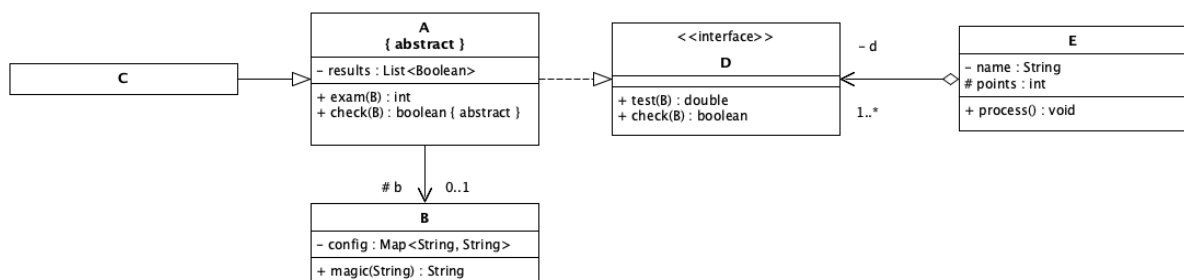 C
A
{ abstract }
– results : List<Boolean>
+ exam(B) : int
+ check(B) : boolean { abstract }
# b
0..1
B
– config : Map<String, String>
+ magic(String) : String
<<interface>>
D
+ test(B) : double
+ check(B) : boolean
– d
1..*
E
– name : String
# points : int
+ process() : void